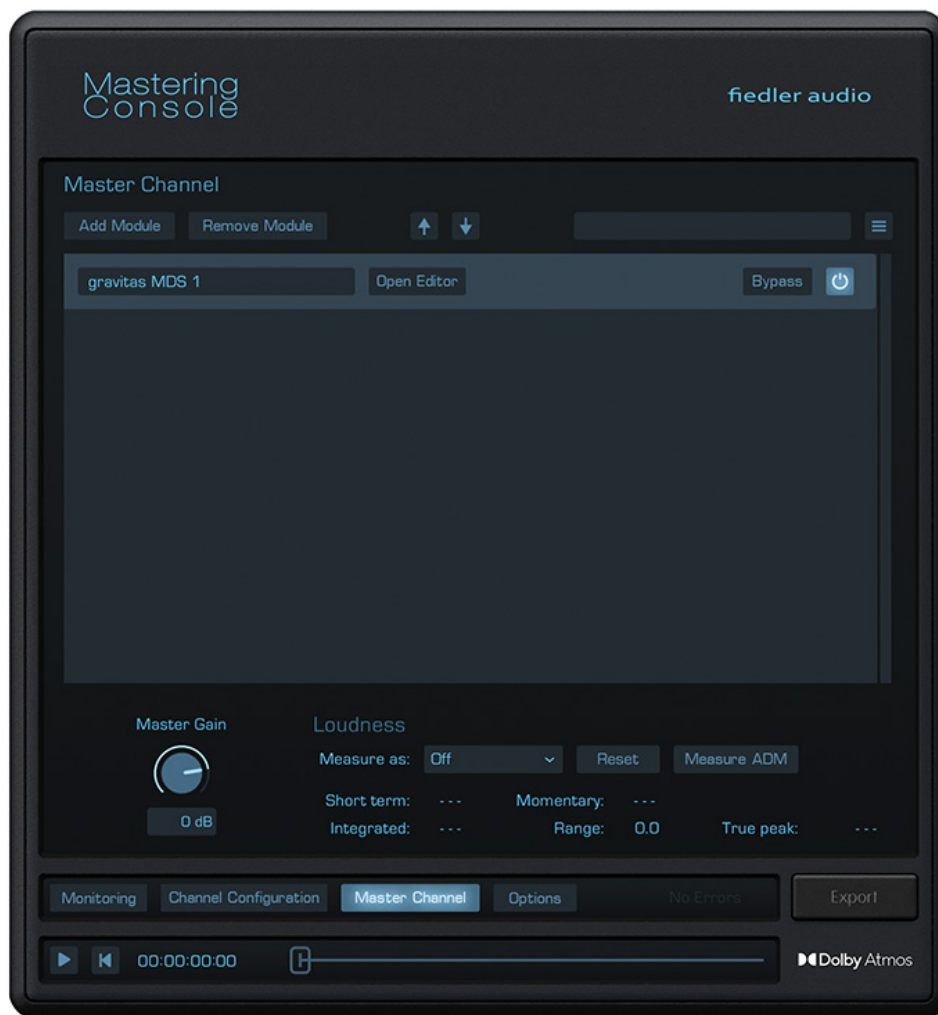 Mastering
Console
fiedler audio
Master Channel
Add Module Remove Module
gravitas MDS 1 Open Editor Bypass
Master Gain Loudness
Measure as: Off Reset Measure ADM
Short term: --- Momentary: ---
0 dB Integrated: --- Range: 0.0 True peak: ---
Monitoring Channel Configuration Master Channel Options No Errors Export
00:00:00:00 Dolby Atmos